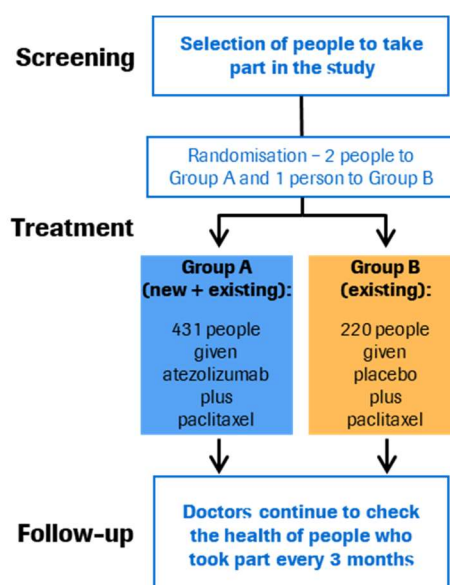 Screening
Selection of people to take
part in the study
Randomisation – 2 people to
Group A and 1 person to Group B
Treatment
Group A
(new + existing):
431 people
given
atezolizumab
plus
paclitaxel
Group B
(existing):
220 people
given
placebo
plus
paclitaxel
Follow-up
Doctors continue to check
the health of people who
took part every 3 months